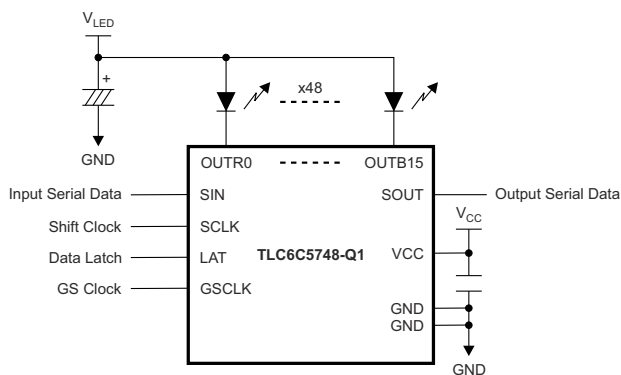 VLED
+
x48
GND
OUTR0 OUTB15
Input Serial Data SIN SOUT Output Serial Data
Shift Clock SCLK VCC
Data Latch LAT TLC6C5748-Q1 VCC
GS Clock GSCLK
GND
GND
GND